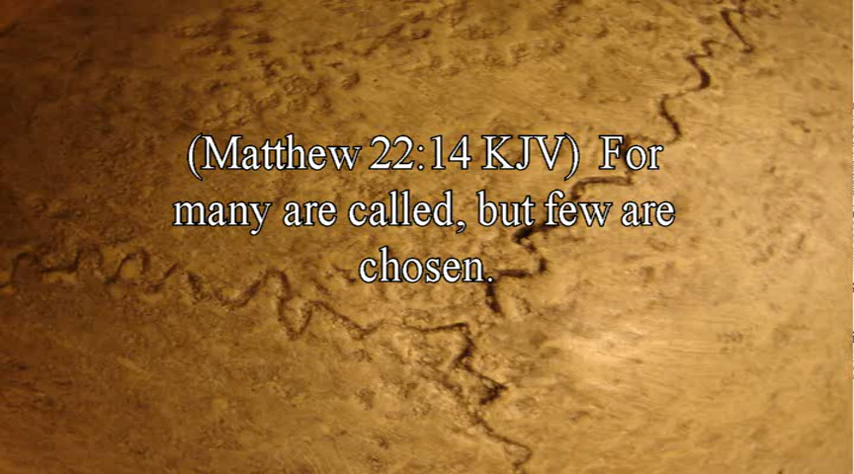 (Matthew 22:14 KJV)  For
many are called, but few are
chosen.